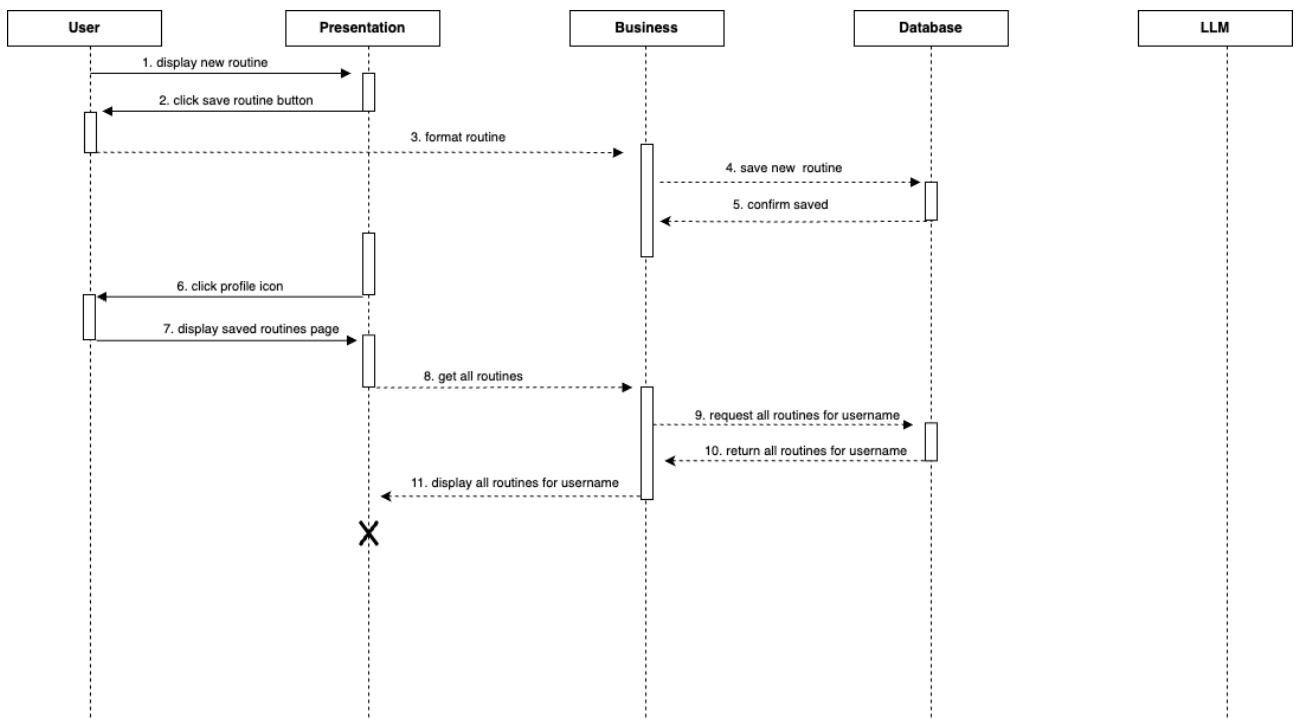 User
Presentation
Business
Database
LLM
1. display new routine
2. click save routine button
3. format routine
4. save new routine
5. confirm saved
6. click profile icon
7. display saved routines page
8. get all routines
9. request all routines for username
10. return all routines for username
11. display all routines for username